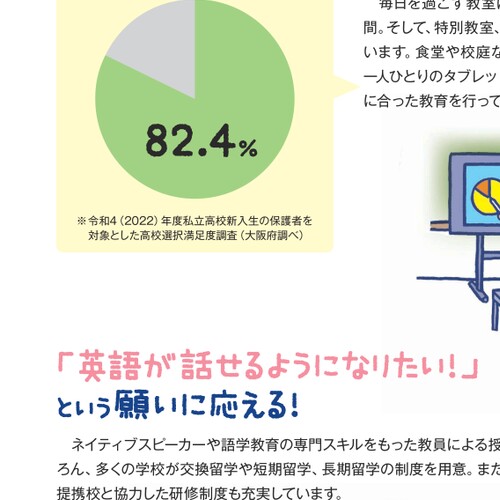 毎日を過ごす教室
間。そして、特別教室、
います。食堂や校庭な
一人ひとりのタブレッ
に合った教育を行って
82.4%
※令和4（2022）年度私立高校新入生の保護者を
対象とした高校選択満足度調査（大阪府調べ）
「英語が話せるようになりたい！」
という願いに応える！
ネイティブスピーカーや語学教育の専門スキルをもった教員による授
ろん、多くの学校が交換留学や短期留学、長期留学の制度を用意。また
提携校と協力した研修制度も充実しています。